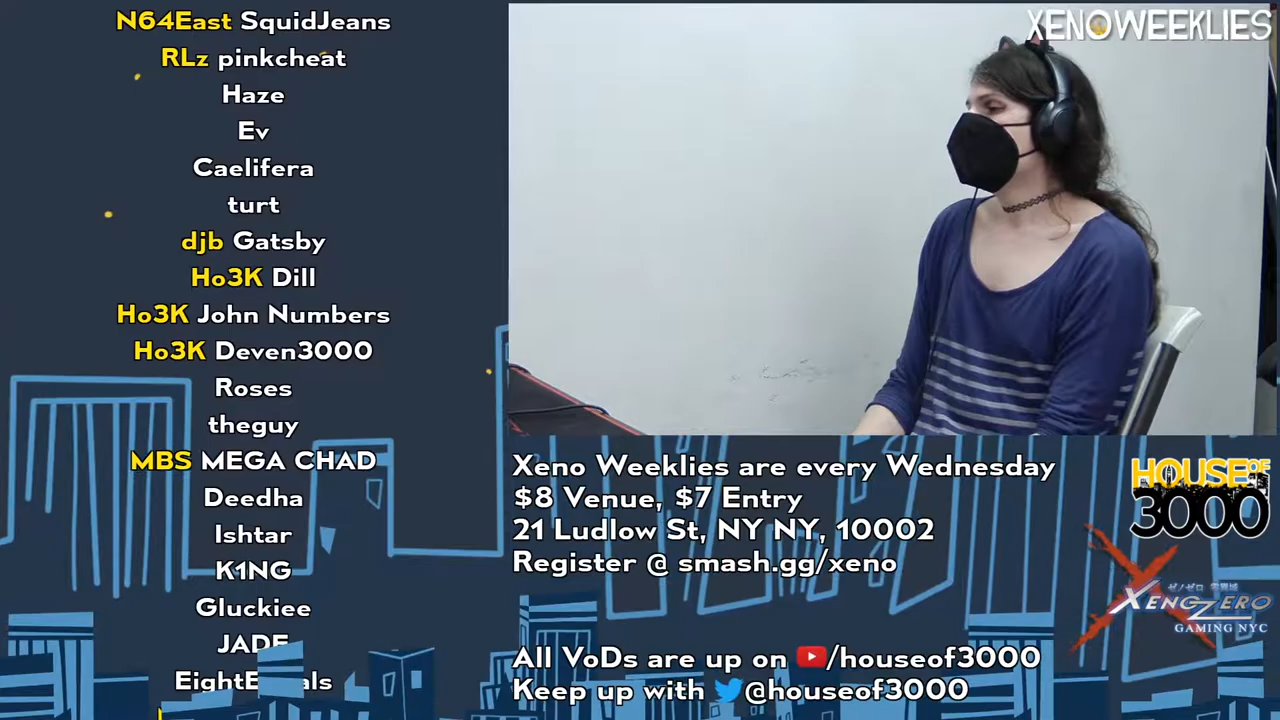 N64East SquidJeans
RLz pinkcheat
Haze
Ev
Caelifera
turt
djb Gatsby
Ho3K Dill
Ho3K John Numbers
Ho3K Deven3000
Roses
theguy
MBS MEGA CHAD
Deedha
Ishtar
K1NG
Gluckiee
JADE
XENOWEEKLIES
Xeno Weeklies are every Wednesday
$8 Venue, $7 Entry
21 Ludlow St, NY NY, 10002
Register @ smash.gg/xeno
All VoDs are up on /houseof3000
Keep up with @houseof3000
HOUSE OF
3000
XENOZERO
GAMING NYC